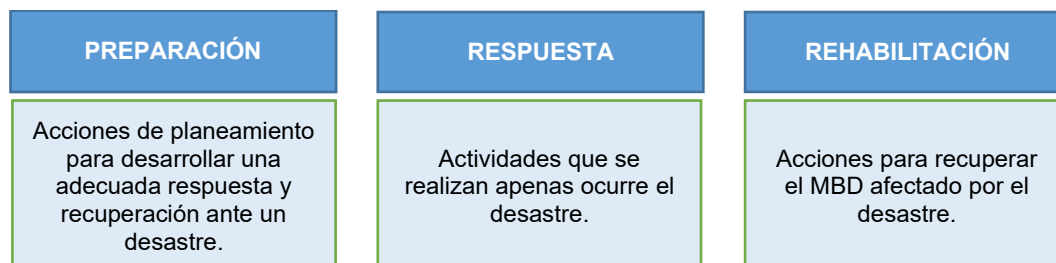 PREPARACIÓN
Acciones de planeamiento
para desarrollar una
adecuada respuesta y
recuperación ante un
desastre.
RESPUESTA
Actividades que se
realizan apenas ocurre el
desastre.
REHABILITACIÓN
Acciones para recuperar
el MBD afectado por el
desastre.